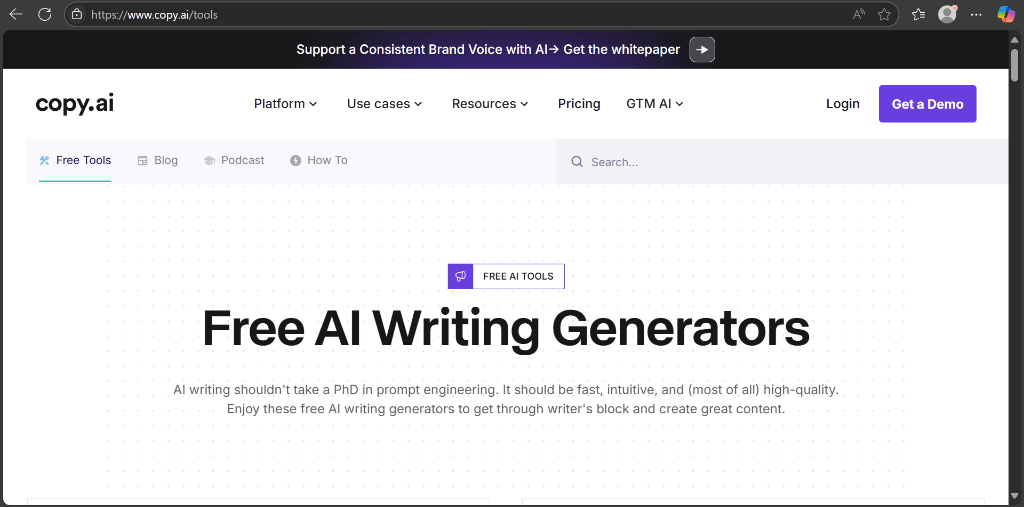 https://www.copy.ai/tools
Support a Consistent Brand Voice with AI→ Get the whitepaper
copy.ai
Platform
Use cases
Resources
Pricing
GTM AI
Login
Get a Demo
Free Tools
Blog
Podcast
How To
Search...
FREE AI TOOLS
Free AI Writing Generators
AI writing shouldn't take a PhD in prompt engineering. It should be fast, intuitive, and (most of all) high-quality.
Enjoy these free AI writing generators to get through writer's block and create great content.